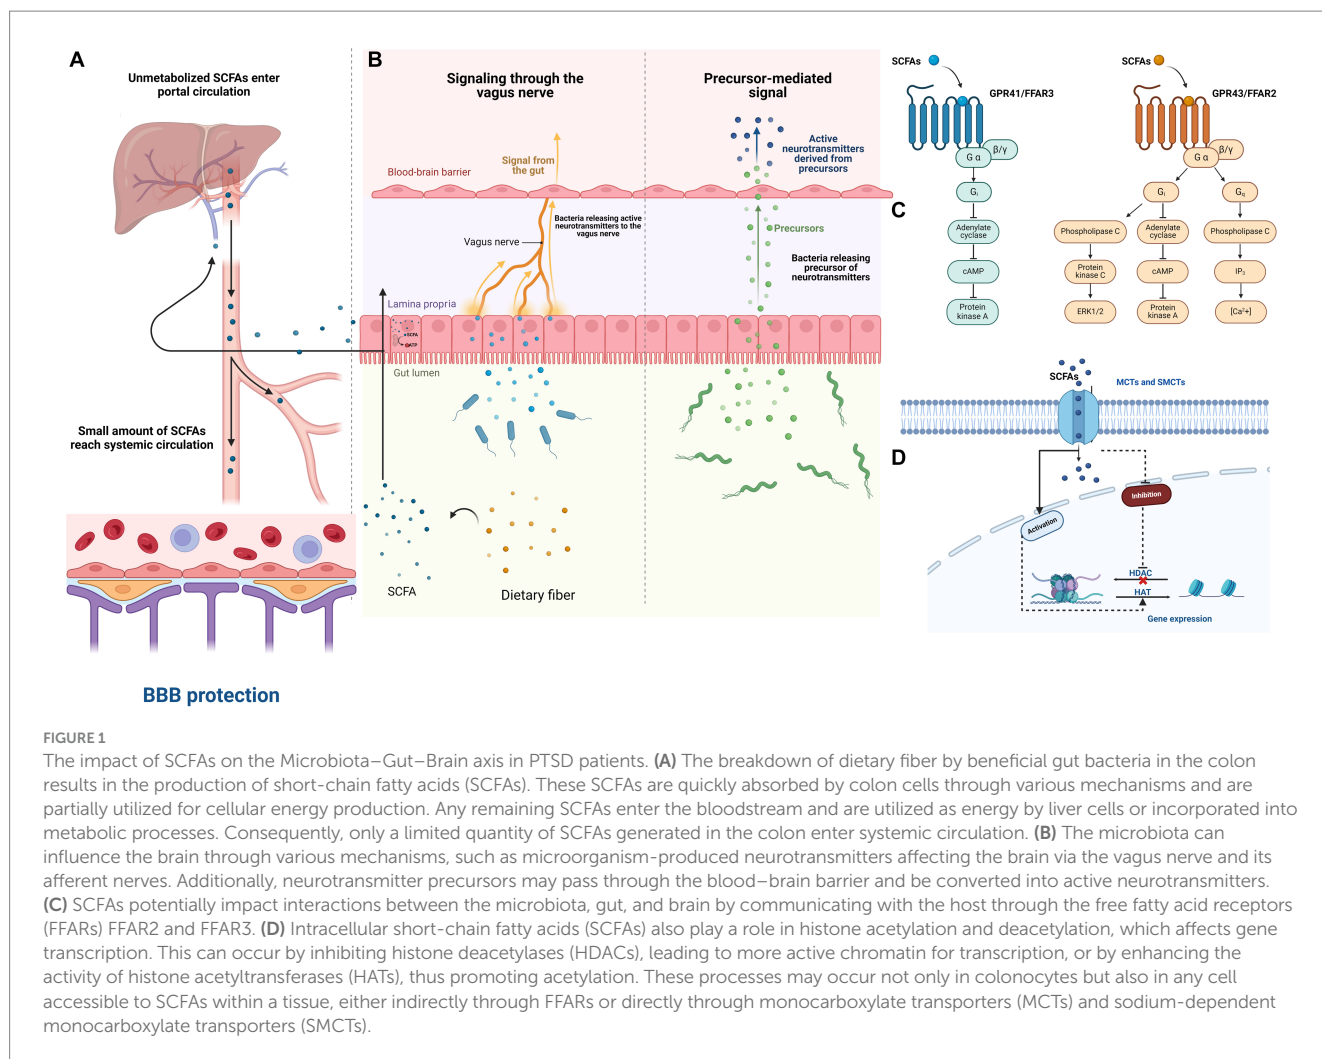 A
Unmetabolized SCFAs enter
portal circulation
Small amount of SCFAs
reach systemic circulation
BBB protection
B
Signaling through the
vagus nerve
Precursor-mediated
signal
Signal from
the gut
Active
neurotransmitters
derived from
precursors
Blood-brain barrier
Bacteria releasing active
neurotransmitters to the
vagus nerve
Vagus nerve
Precursors
Bacteria releasing
precursor of
neurotransmitters
Lamina propria
SCFA
ATP
Gut lumen
SCFA
Dietary fiber
SCFAs
GPR41/FFAR3
G α
β/γ
Gi
Adenylate
cyclase
cAMP
Protein
kinase A
SCFAs
GPR43/FFAR2
G α
β/γ
Gi
Gq
Phospholipase C
Adenylate
cyclase
Phospholipase C
Protein
kinase C
cAMP
IP3
ERK1/2
Protein
kinase A
[Ca2+]
C
SCFAs
MCTs and SMCTs
D
Inhibition
Activation
HDAC
HAT
Gene expression
FIGURE 1
The impact of SCFAs on the Microbiota–Gut–Brain axis in PTSD patients. (A) The breakdown of dietary fiber by beneficial gut bacteria in the colon
results in the production of short-chain fatty acids (SCFAs). These SCFAs are quickly absorbed by colon cells through various mechanisms and are
partially utilized for cellular energy production. Any remaining SCFAs enter the bloodstream and are utilized as energy by liver cells or incorporated into
metabolic processes. Consequently, only a limited quantity of SCFAs generated in the colon enter systemic circulation. (B) The microbiota can
influence the brain through various mechanisms, such as microorganism-produced neurotransmitters affecting the brain via the vagus nerve and its
afferent nerves. Additionally, neurotransmitter precursors may pass through the blood–brain barrier and be converted into active neurotransmitters.
(C) SCFAs potentially impact interactions between the microbiota, gut, and brain by communicating with the host through the free fatty acid receptors
(FFARs) FFAR2 and FFAR3. (D) Intracellular short-chain fatty acids (SCFAs) also play a role in histone acetylation and deacetylation, which affects gene
transcription. This can occur by inhibiting histone deacetylases (HDACs), leading to more active chromatin for transcription, or by enhancing the
activity of histone acetyltransferases (HATs), thus promoting acetylation. These processes may occur not only in colonocytes but also in any cell
accessible to SCFAs within a tissue, either indirectly through FFARs or directly through monocarboxylate transporters (MCTs) and sodium-dependent
monocarboxylate transporters (SMCTs).